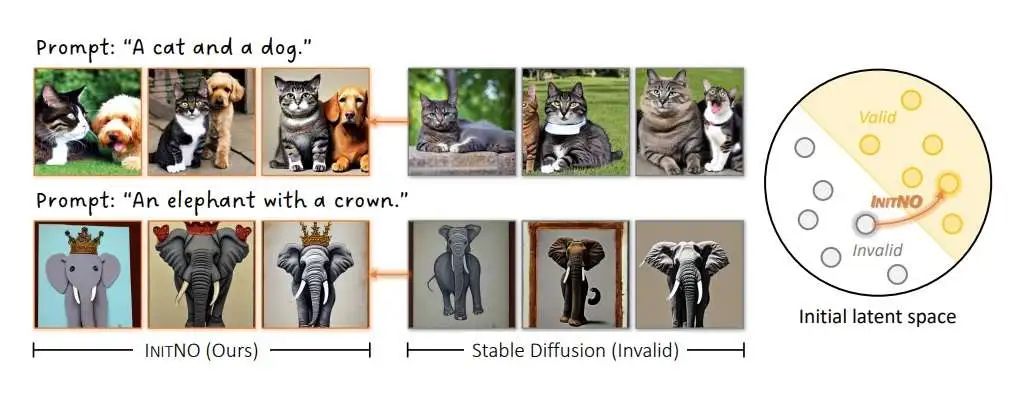 Prompt: “A cat and a dog.”
Prompt: “An elephant with a crown.”
INITNO (Ours)
Stable Diffusion (Invalid)
Valid
INITNO
Invalid
Initial latent space